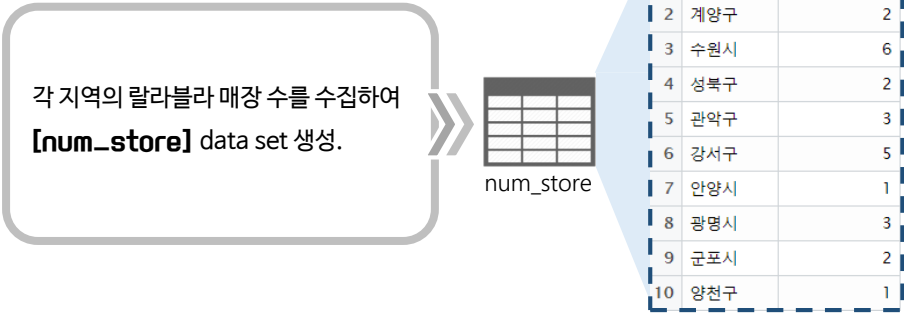 각 지역의 랄라블라 매장 수를 수집하여
[num_store] data set 생성.
num_store
2 계양구 2
3 수원시 6
4 성북구 2
5 관악구 3
6 강서구 5
7 안양시 1
8 광명시 3
9 군포시 2
10 양천구 1